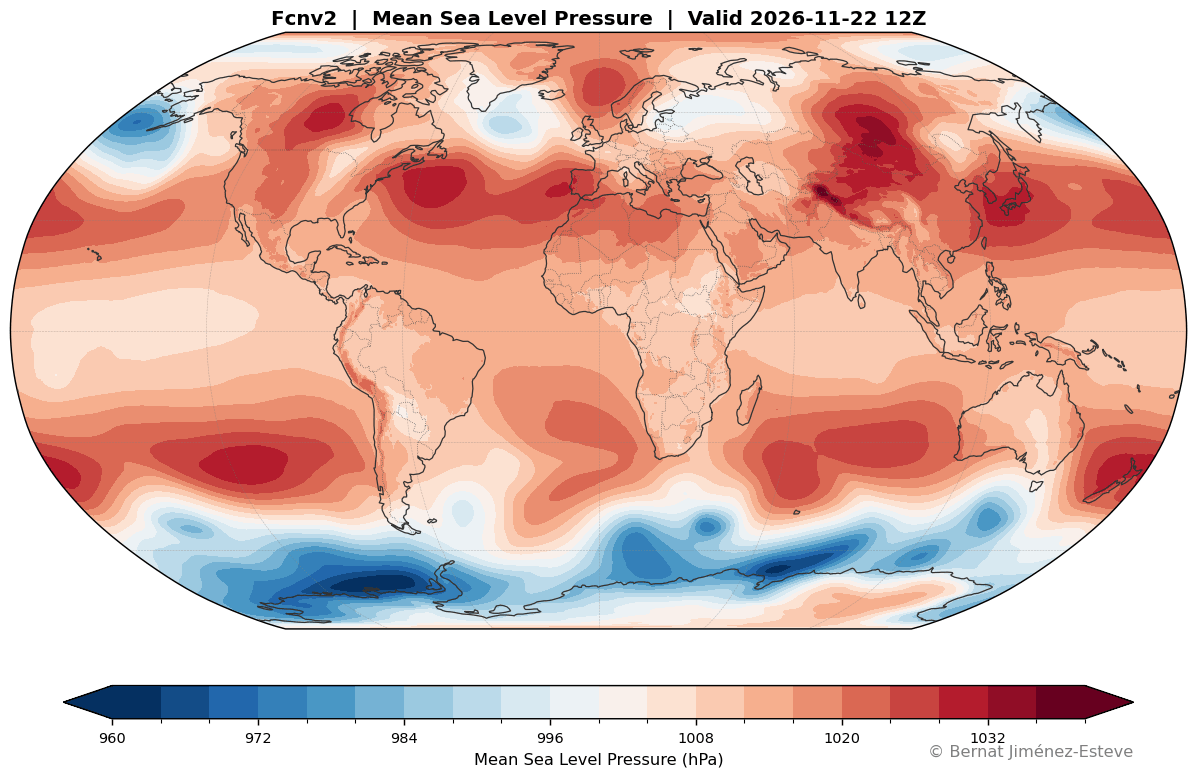 Fcnv2 | Mean Sea Level Pressure | Valid 2026-11-22 12Z
960 972 984 996 1008 1020 1032
Mean Sea Level Pressure (hPa)
© Bernat Jiménez-Esteve